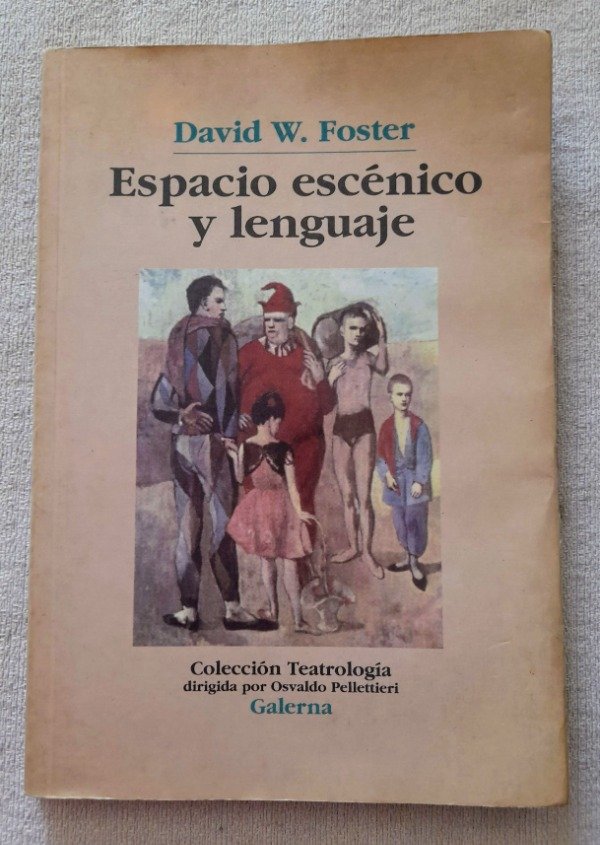 David W. Foster
Espacio escénico
y lenguaje
Colección Teatrología
dirigida por Osvaldo Pellettieri
Galerna